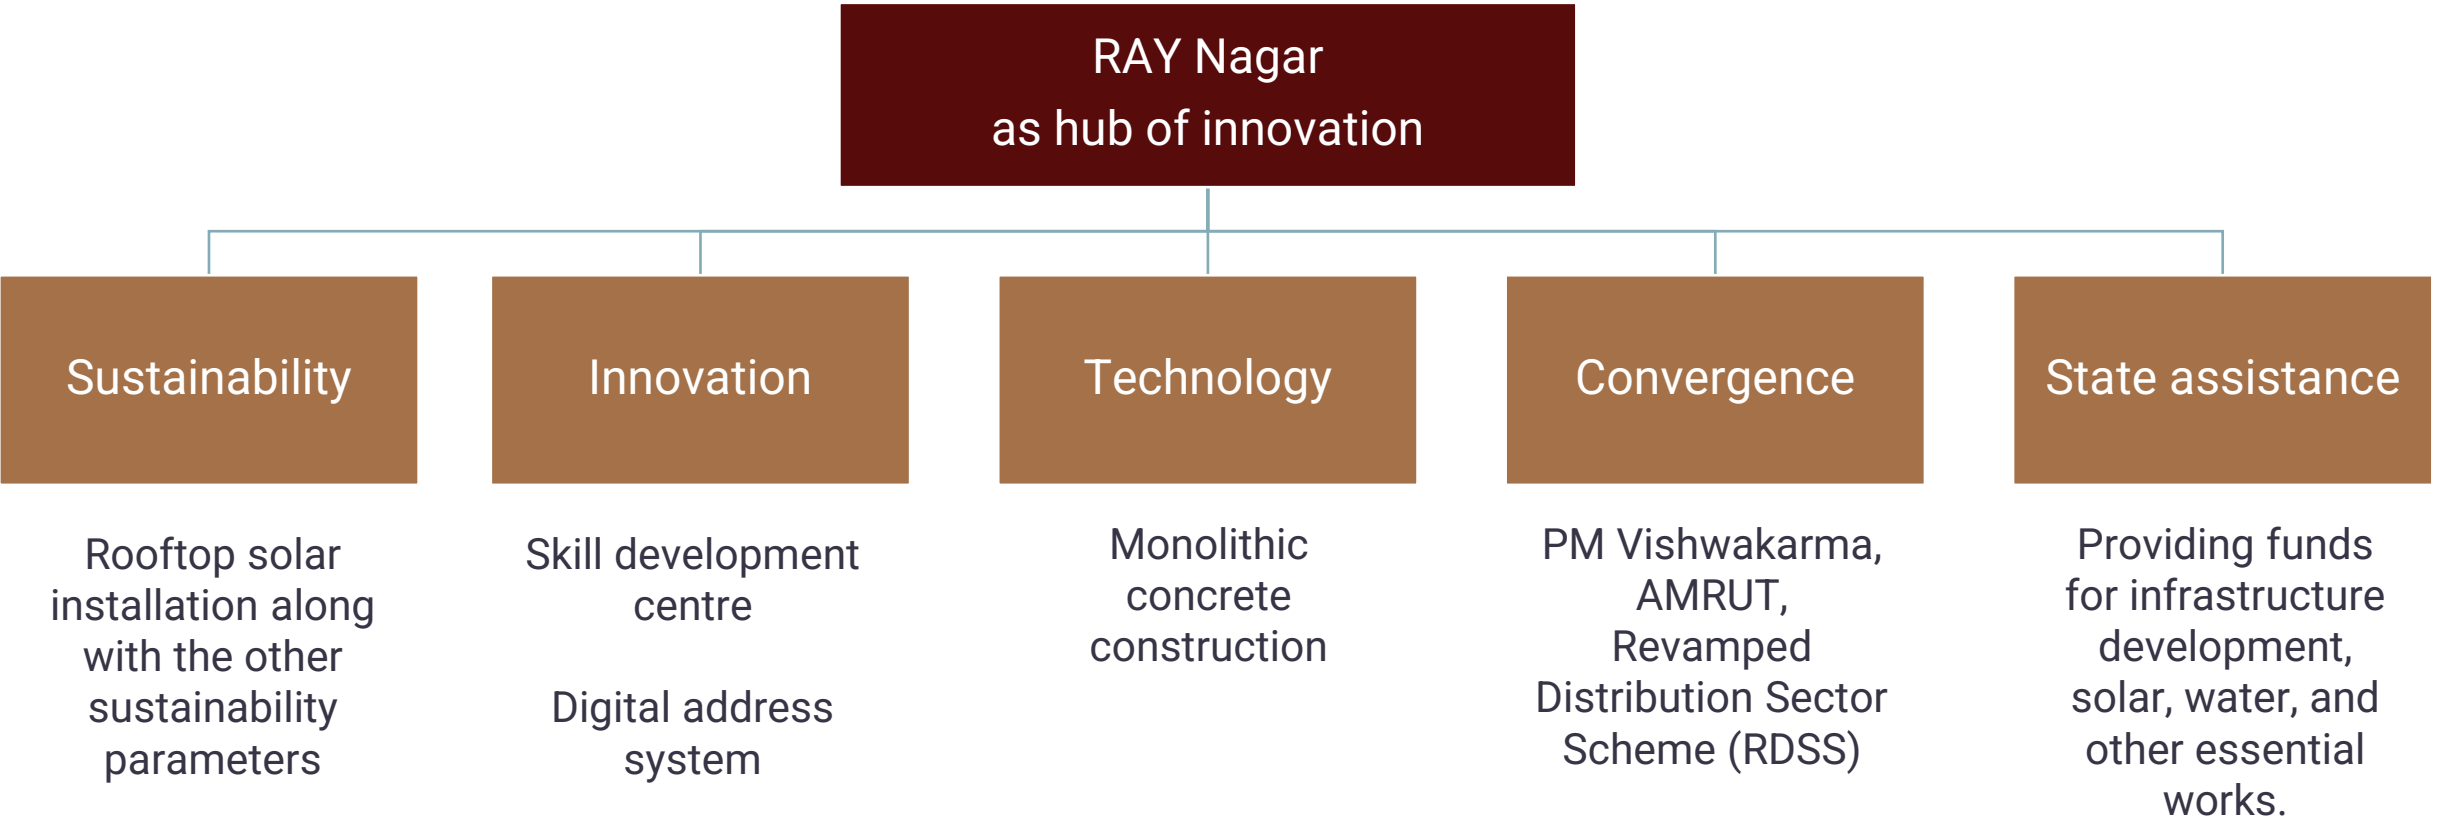 RAY Nagar
as hub of innovation
Sustainability
Rooftop solar
installation along
with the other
sustainability
parameters
Innovation
Skill development
centre
Digital address
system
Technology
Monolithic
concrete
construction
Convergence
PM Vishwakarma,
AMRUT,
Revamped
Distribution Sector
Scheme (RDSS)
State assistance
Providing funds
for infrastructure
development,
solar, water, and
other essential
works.